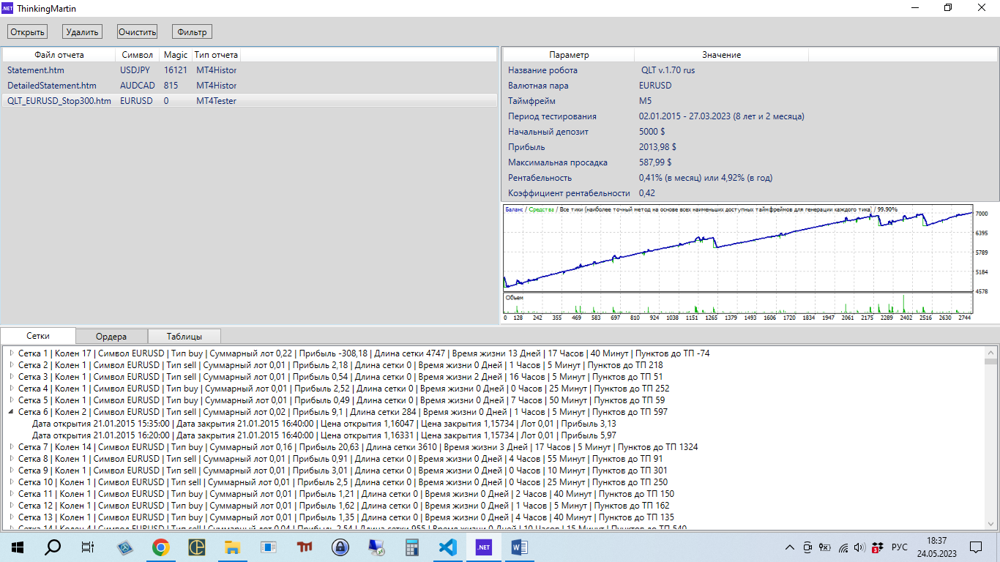 .NET ThinkingMartin
Открыть Удалить Очистить Фильтр
Файл отчета Символ Magic Тип отчета
Statement.htm USDJPY 16121 MT4Histor
DetailedStatement.htm AUDCAD 815 MT4Histor
QLT_EURUSD_Stop300.htm EURUSD 0 MT4Tester
Параметр Значение
Название робота QLT v.1.70 rus
Валютная пара EURUSD
Таймфрейм M5
Период тестирования 02.01.2015 - 27.03.2023 (8 лет и 2 месяца)
Начальный депозит 5000 $
Прибыль 2013,98 $
Максимальная просадка 587,99 $
Рентабельность 0,41% (в месяц) или 4,92% (в год)
Коэффициент рентабельности 0,42
Баланс / Средства / Все тики (наиболее точный метод на основе всех наименьших доступных таймфреймов для генерации каждого тика) / 99.90%
7000
6395
5789
5184
4578
Объем
0 128 242 355 469 583 697 810 924 1038 1151 1265 1379 1493 1606 1720 1834 1947 2061 2175 2289 2402 2516 2630 2744
Сетки Ордера Таблицы
Сетка 1 | Колен 17 | Символ EURUSD | Тип buy | Суммарный лот 0,22 | Прибыль -308,18 | Длина сетки 4747 | Время жизни 13 Дней | 17 Часов | 40 Минут | Пунктов до ТП -74
Сетка 2 | Колен 1 | Символ EURUSD | Тип sell | Суммарный лот 0,01 | Прибыль 2,18 | Длина сетки 0 | Время жизни 0 Дней | 1 Часов | 5 Минут | Пунктов до ТП 218
Сетка 3 | Колен 1 | Символ EURUSD | Тип sell | Суммарный лот 0,01 | Прибыль 0,54 | Длина сетки 0 | Время жизни 2 Дней | 16 Часов | 5 Минут | Пунктов до ТП 51
Сетка 4 | Колен 1 | Символ EURUSD | Тип buy | Суммарный лот 0,01 | Прибыль 2,52 | Длина сетки 0 | Время жизни 0 Дней | 0 Часов | 25 Минут | Пунктов до ТП 252
Сетка 5 | Колен 1 | Символ EURUSD | Тип buy | Суммарный лот 0,01 | Прибыль 0,49 | Длина сетки 0 | Время жизни 0 Дней | 7 Часов | 50 Минут | Пунктов до ТП 59
Сетка 6 | Колен 2 | Символ EURUSD | Тип sell | Суммарный лот 0,02 | Прибыль 9,1 | Длина сетки 284 | Время жизни 0 Дней | 1 Часов | 5 Минут | Пунктов до ТП 597
Дата открытия 21.01.2015 15:35:00 | Дата закрытия 21.01.2015 16:40:00 | Цена открытия 1,16047 | Цена закрытия 1,15734 | Лот 0,01 | Прибыль 3,13
Дата открытия 21.01.2015 16:20:00 | Дата закрытия 21.01.2015 16:40:00 | Цена открытия 1,16331 | Цена закрытия 1,15734 | Лот 0,01 | Прибыль 5,97
Сетка 7 | Колен 14 | Символ EURUSD | Тип buy | Суммарный лот 0,16 | Прибыль 20,63 | Длина сетки 3610 | Время жизни 3 Дней | 17 Часов | 5 Минут | Пунктов до ТП 1324
Сетка 8 | Колен 1 | Символ EURUSD | Тип sell | Суммарный лот 0,01 | Прибыль 0,91 | Длина сетки 0 | Время жизни 0 Дней | 4 Часов | 55 Минут | Пунктов до ТП 91
Сетка 9 | Колен 1 | Символ EURUSD | Тип sell | Суммарный лот 0,01 | Прибыль 3,01 | Длина сетки 0 | Время жизни 0 Дней | 0 Часов | 10 Минут | Пунктов до ТП 301
Сетка 10 | Колен 1 | Символ EURUSD | Тип sell | Суммарный лот 0,01 | Прибыль 2,5 | Длина сетки 0 | Время жизни 0 Дней | 0 Часов | 25 Минут | Пунктов до ТП 250
Сетка 11 | Колен 1 | Символ EURUSD | Тип buy | Суммарный лот 0,01 | Прибыль 1,21 | Длина сетки 0 | Время жизни 0 Дней | 2 Часов | 40 Минут | Пунктов до ТП 150
Сетка 12 | Колен 1 | Символ EURUSD | Тип buy | Суммарный лот 0,01 | Прибыль 1,62 | Длина сетки 0 | Время жизни 0 Дней | 1 Часов | 5 Минут | Пунктов до ТП 162
Сетка 13 | Колен 1 | Символ EURUSD | Тип buy | Суммарный лот 0,01 | Прибыль 1,35 | Длина сетки 0 | Время жизни 0 Дней | 4 Часов | 40 Минут | Пунктов до ТП 135
Сетка 14 | Колен 4 | Символ EURUSD | Тип sell | Суммарный лот 0,04 | Прибыль 2,54 | Длина сетки 955 | Время жизни 0 Дней | 10 Часов | 15 Минут | Пунктов до ТП 540
.NET
3 РУС 18:37
24.05.2023